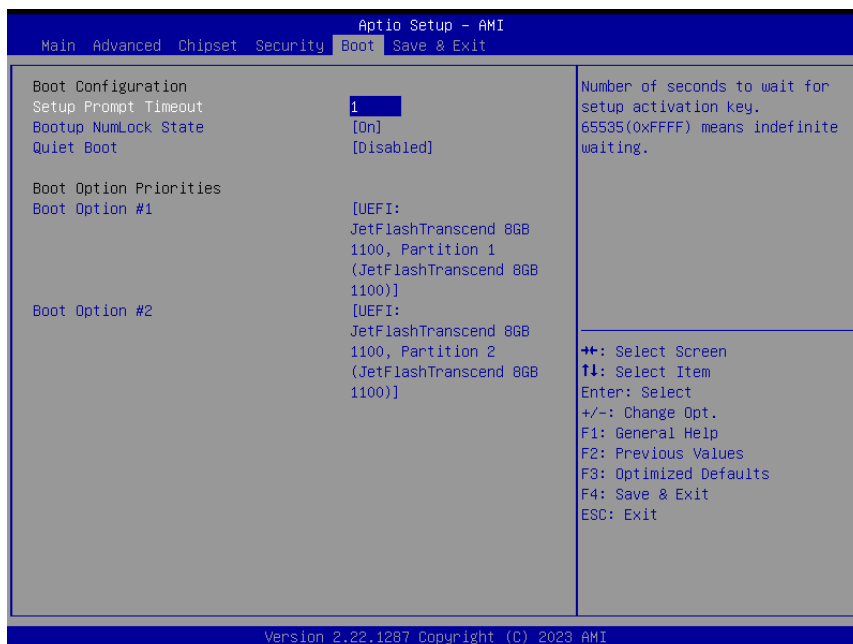 Aptio Setup – AMI
Main Advanced Chipset Security Boot Save & Exit
Boot Configuration
Setup Prompt Timeout 1
Bootup NumLock State [On]
Quiet Boot [Disabled]
Boot Option Priorities
Boot Option #1 [UEFI:
JetFlashTranscend 8GB
1100, Partition 1
(JetFlashTranscend 8GB
1100)]
Boot Option #2 [UEFI:
JetFlashTranscend 8GB
1100, Partition 2
(JetFlashTranscend 8GB
1100)]
Number of seconds to wait for
setup activation key.
65535(0xFFFF) means indefinite
waiting.
→←: Select Screen
↑↓: Select Item
Enter: Select
+/-: Change Opt.
F1: General Help
F2: Previous Values
F3: Optimized Defaults
F4: Save & Exit
ESC: Exit
Version 2.22.1287 Copyright (C) 2023 AMI